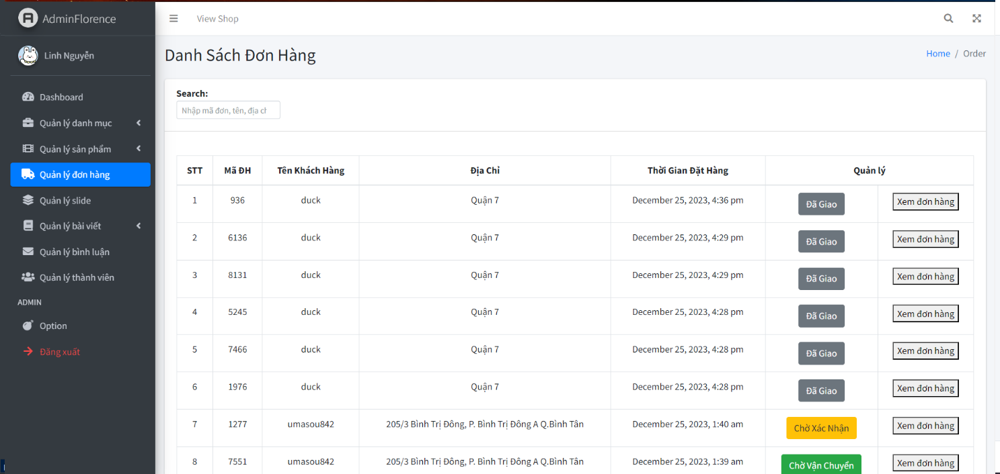 AdminFlorence
View Shop
Linh Nguyễn
Danh Sách Đơn Hàng
Home / Order
Dashboard
Quản lý danh mục
Quản lý sản phẩm
Quản lý đơn hàng
Quản lý slide
Quản lý bài viết
Quản lý bình luận
Quản lý thành viên
ADMIN
Option
Đăng xuất
Search:
Nhập mã đơn, tên, địa ch
STT Mã ĐH Tên Khách Hàng Địa Chỉ Thời Gian Đặt Hàng Quản lý
1 936 duck Quận 7 December 25, 2023, 4:36 pm Đã Giao Xem đơn hàng
2 6136 duck Quận 7 December 25, 2023, 4:29 pm Đã Giao Xem đơn hàng
3 8131 duck Quận 7 December 25, 2023, 4:29 pm Đã Giao Xem đơn hàng
4 5245 duck Quận 7 December 25, 2023, 4:28 pm Đã Giao Xem đơn hàng
5 7466 duck Quận 7 December 25, 2023, 4:28 pm Đã Giao Xem đơn hàng
6 1976 duck Quận 7 December 25, 2023, 4:28 pm Đã Giao Xem đơn hàng
7 1277 umasou842 205/3 Bình Trị Đông, P. Bình Trị Đông A Q.Bình Tân December 25, 2023, 1:40 am Chờ Xác Nhận Xem đơn hàng
8 7551 umasou842 205/3 Bình Trị Đông, P. Bình Trị Đông A Q.Bình Tân December 25, 2023, 1:39 am Chờ Vận Chuyển Xem đơn hàng